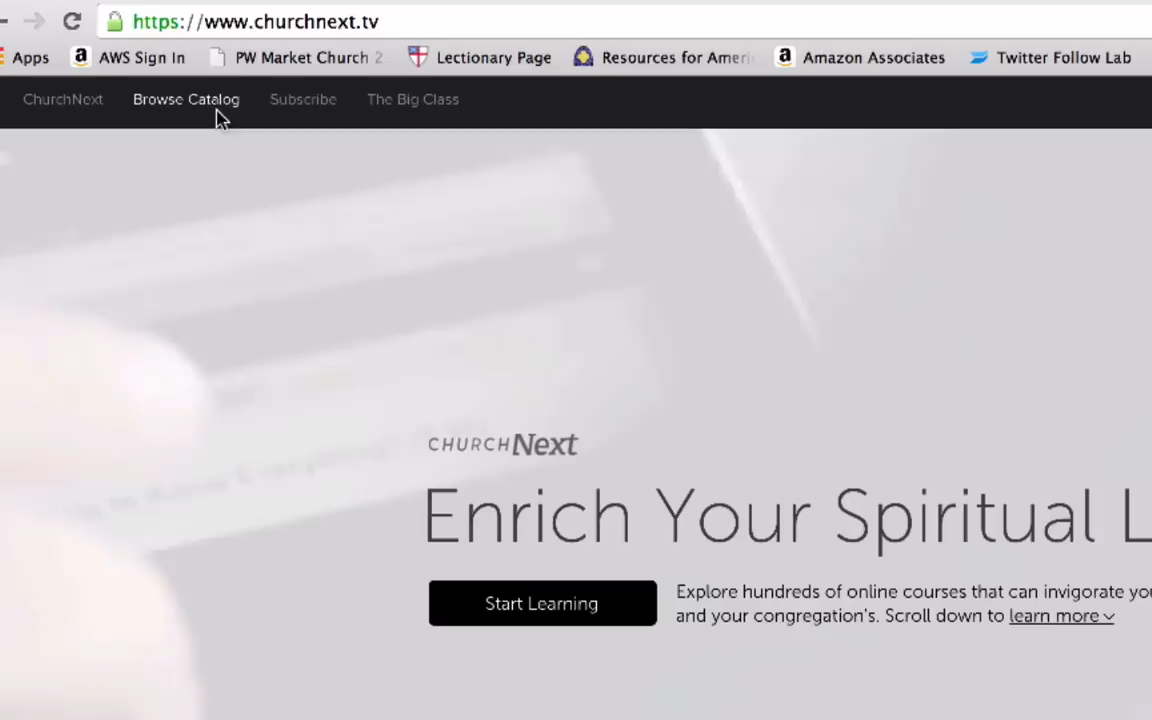 https://www.churchnext.tv
Apps AWS Sign In PW Market Church 2 Lectionary Page Resources for Ameri Amazon Associates Twitter Follow Lab
ChurchNext Browse Catalog Subscribe The Big Class
CHURCHNext
Enrich Your Spiritual L
Start Learning
Explore hundreds of online courses that can invigorate yo
and your congregation's. Scroll down to learn more